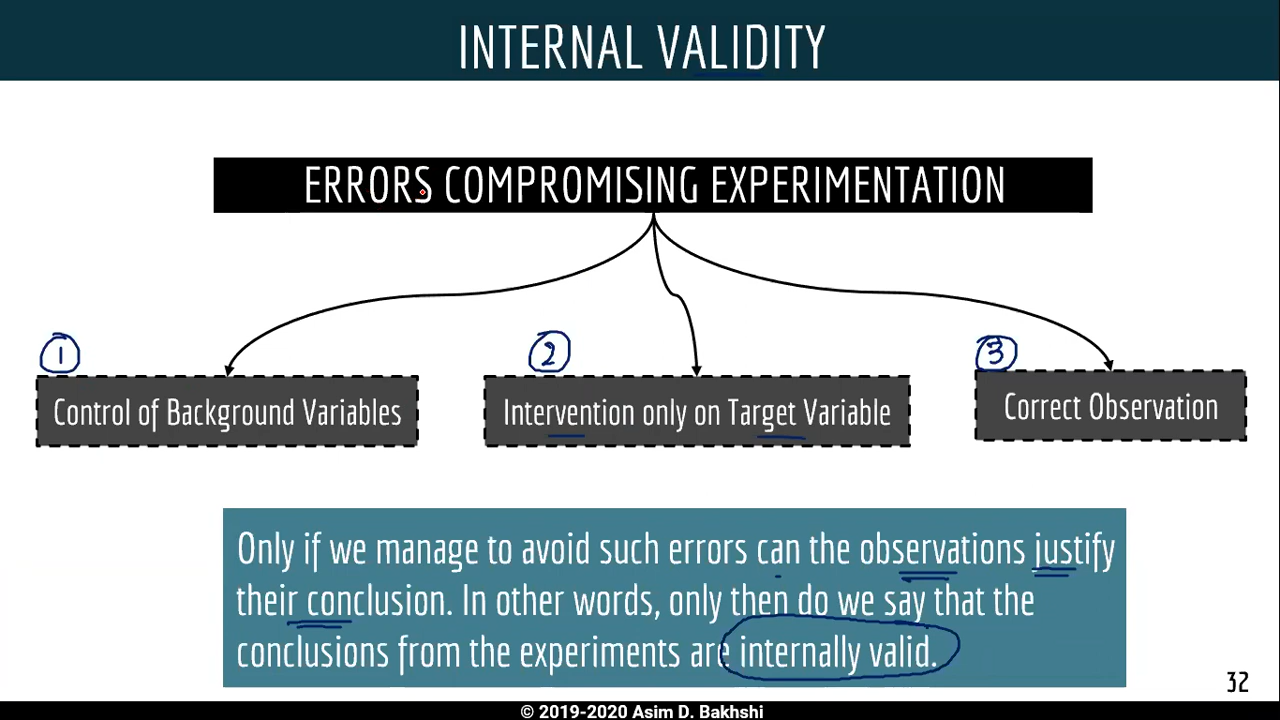 INTERNAL VALIDITY
ERRORS COMPROMISING EXPERIMENTATION
1
2
3
Control of Background Variables
Intervention only on Target Variable
Correct Observation
Only if we manage to avoid such errors can the observations justify
their conclusion. In other words, only then do we say that the
conclusions from the experiments are internally valid.
32
© 2019-2020 Asim D. Bakhshi